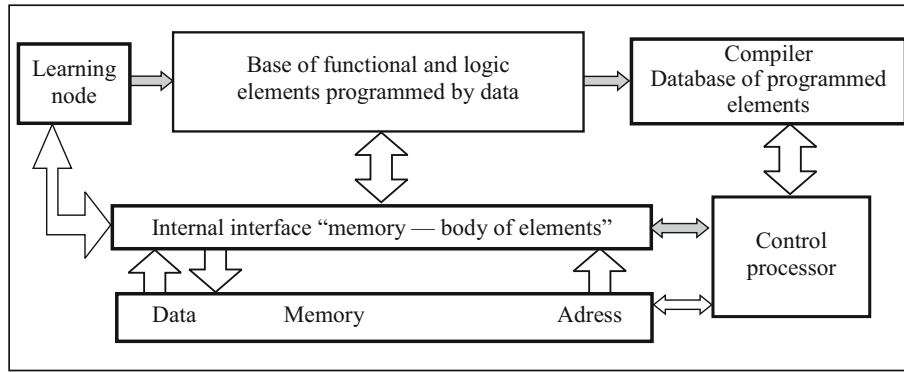 Learning
node
Base of functional and logic
elements programmed by data
Compiler
Database of programmed
elements
Internal interface “memory — body of elements”
Control
processor
Data Memory Adress